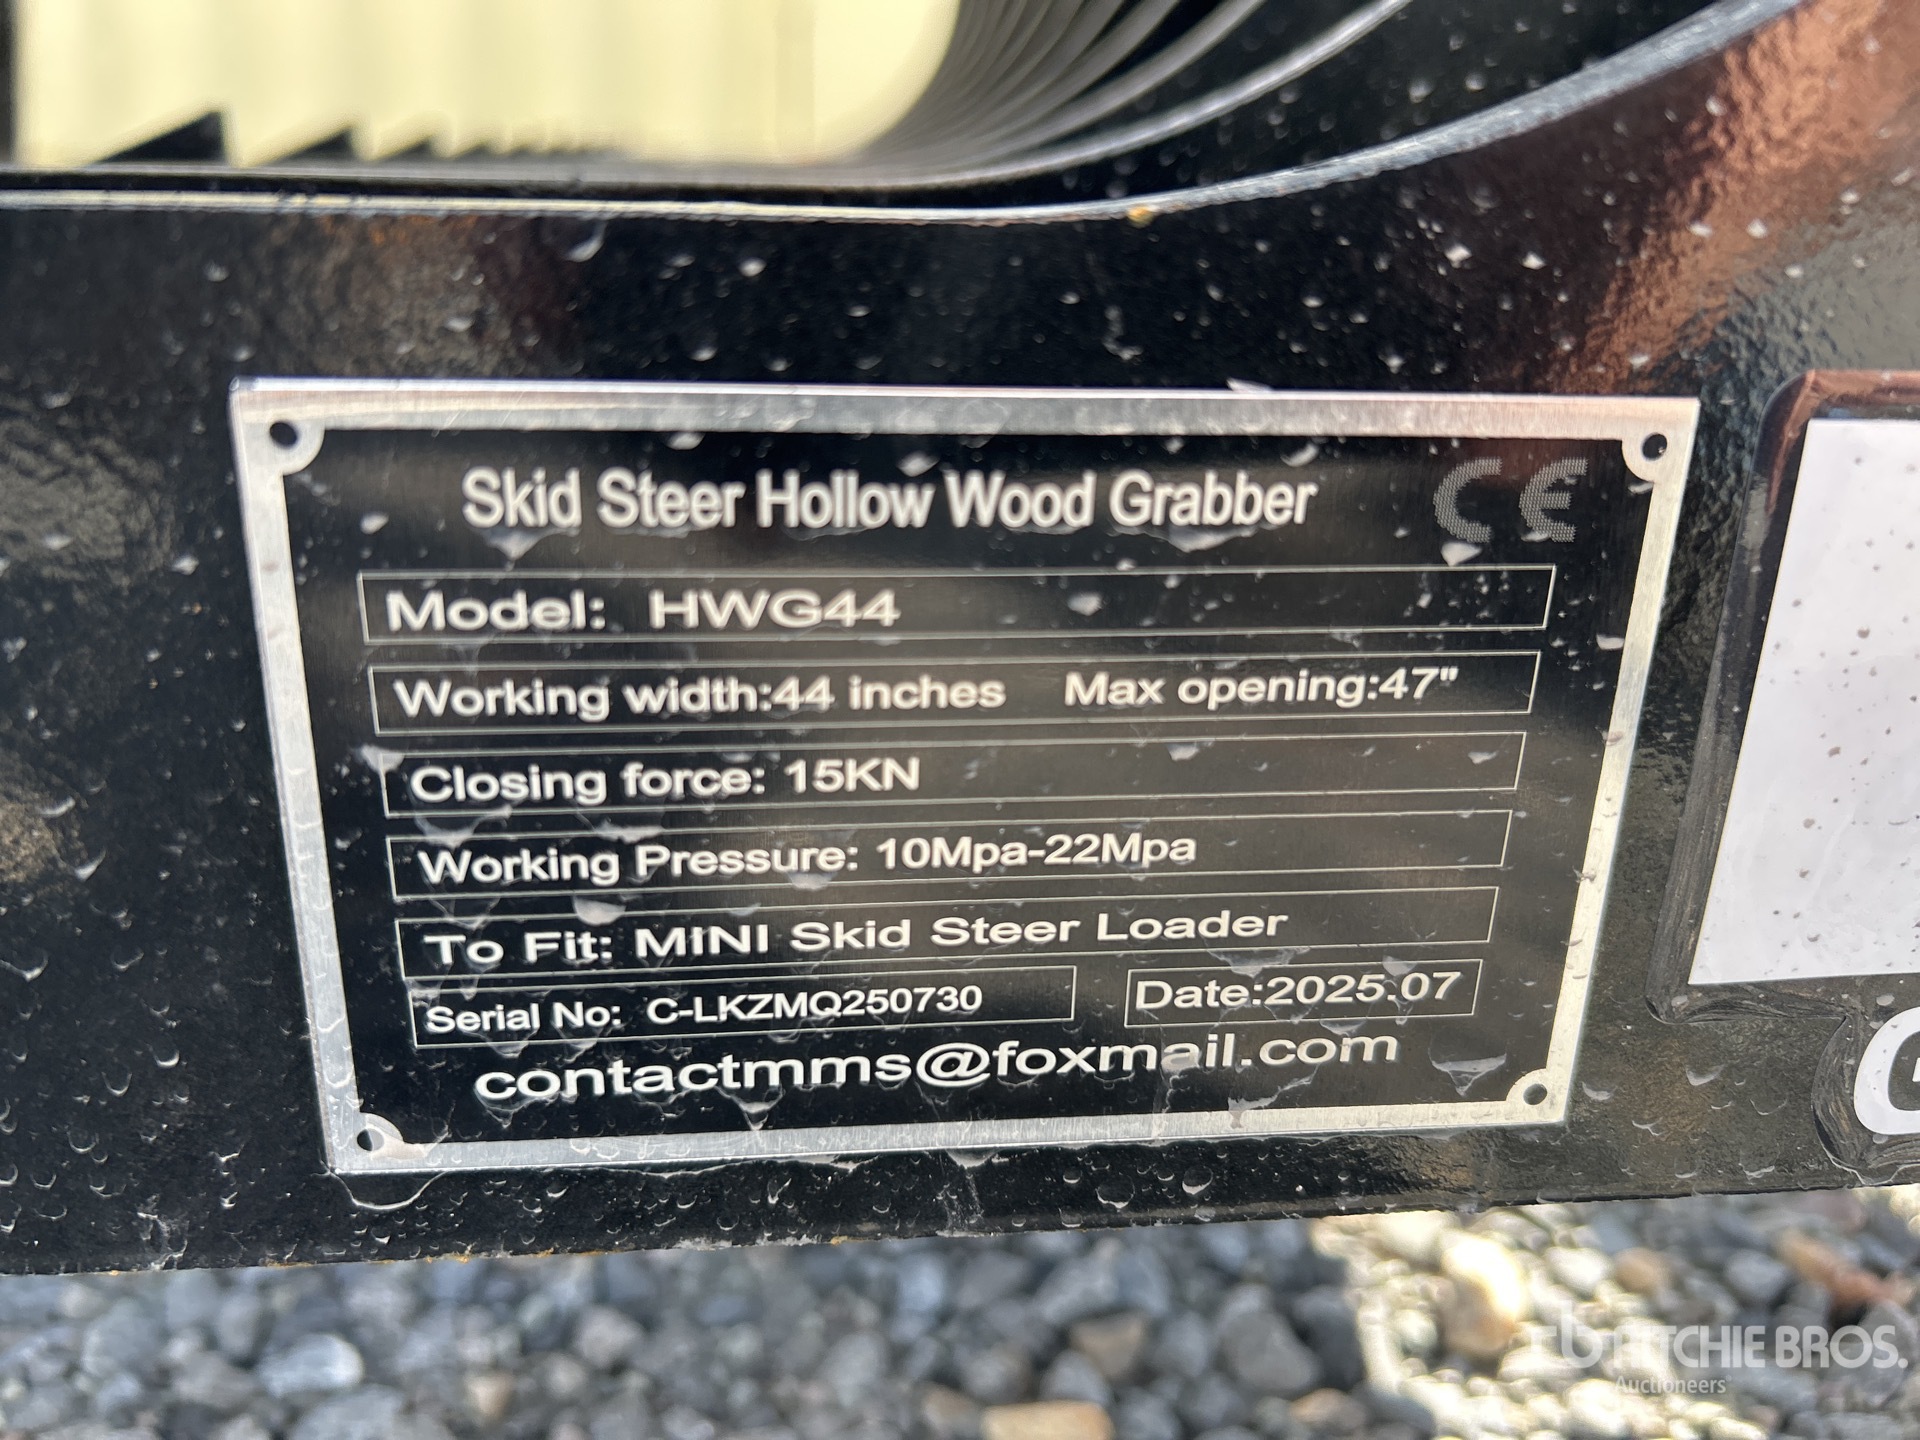 Skid Steer Hollow Wood Grabber CE
Model: HWG44
Working width:44 inches Max opening:47"
Closing force: 15KN
Working Pressure: 10Mpa-22Mpa
To Fit: MINI Skid Steer Loader
Serial No: C-LKZMQ250730 Date:2025.07
contactmms@foxmail.com
RITCHIE BROS.
Auctioneers